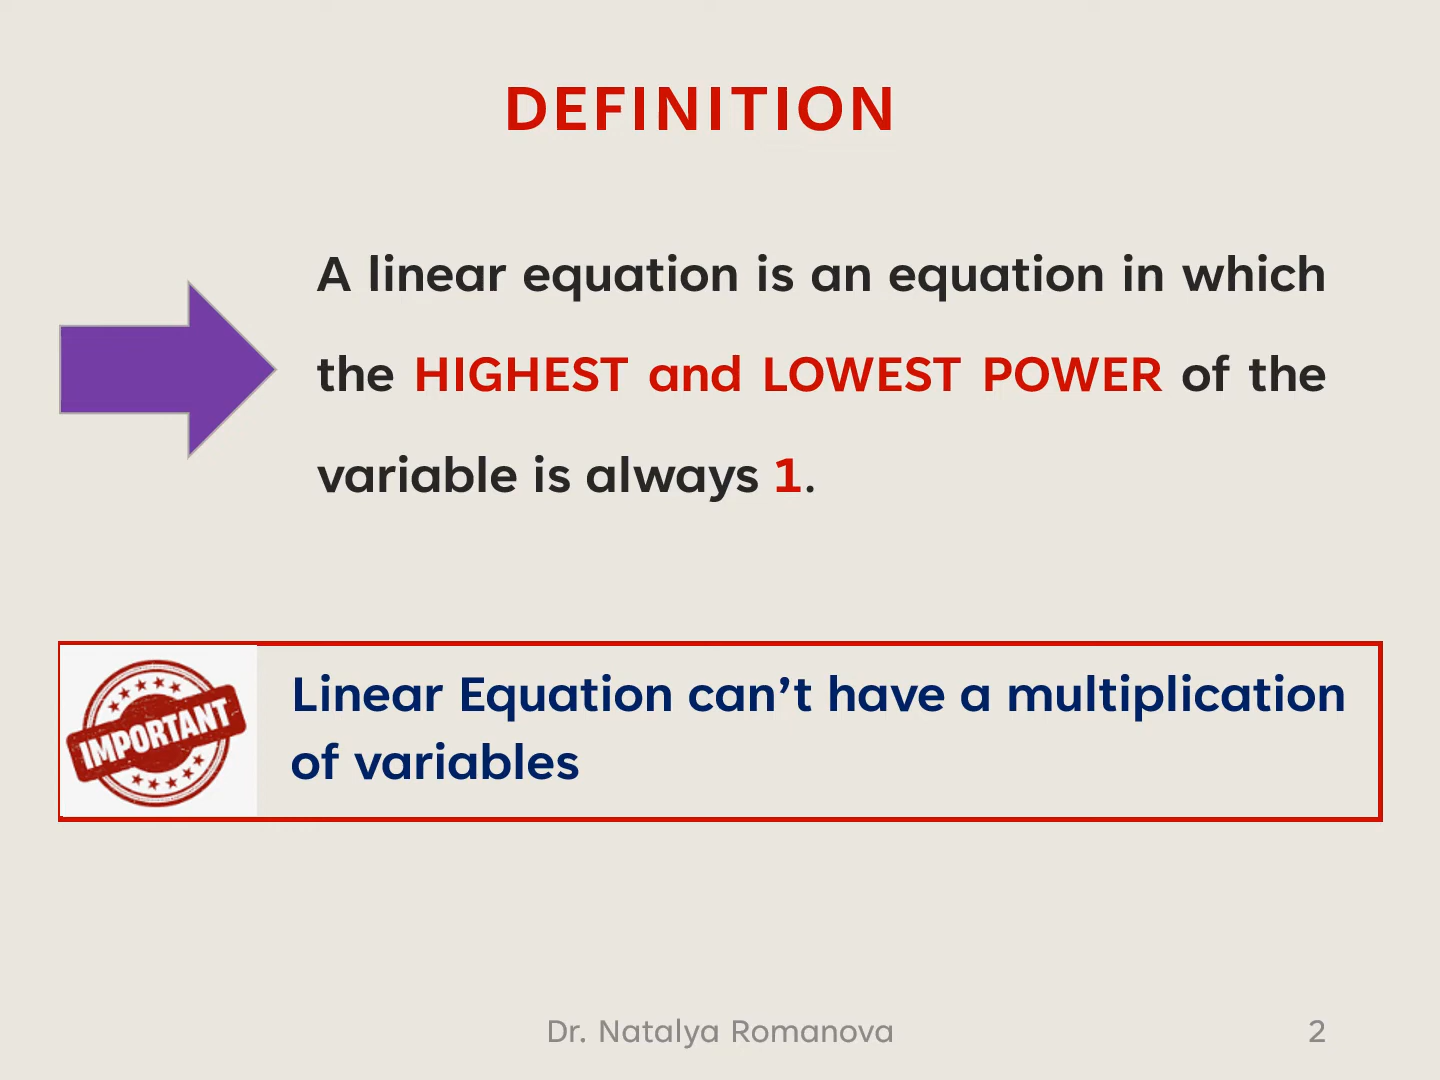 DEFINITION
A linear equation is an equation in which
the HIGHEST and LOWEST POWER of the
variable is always 1.
IMPORTANT
Linear Equation can’t have a multiplication
of variables
Dr. Natalya Romanova
2